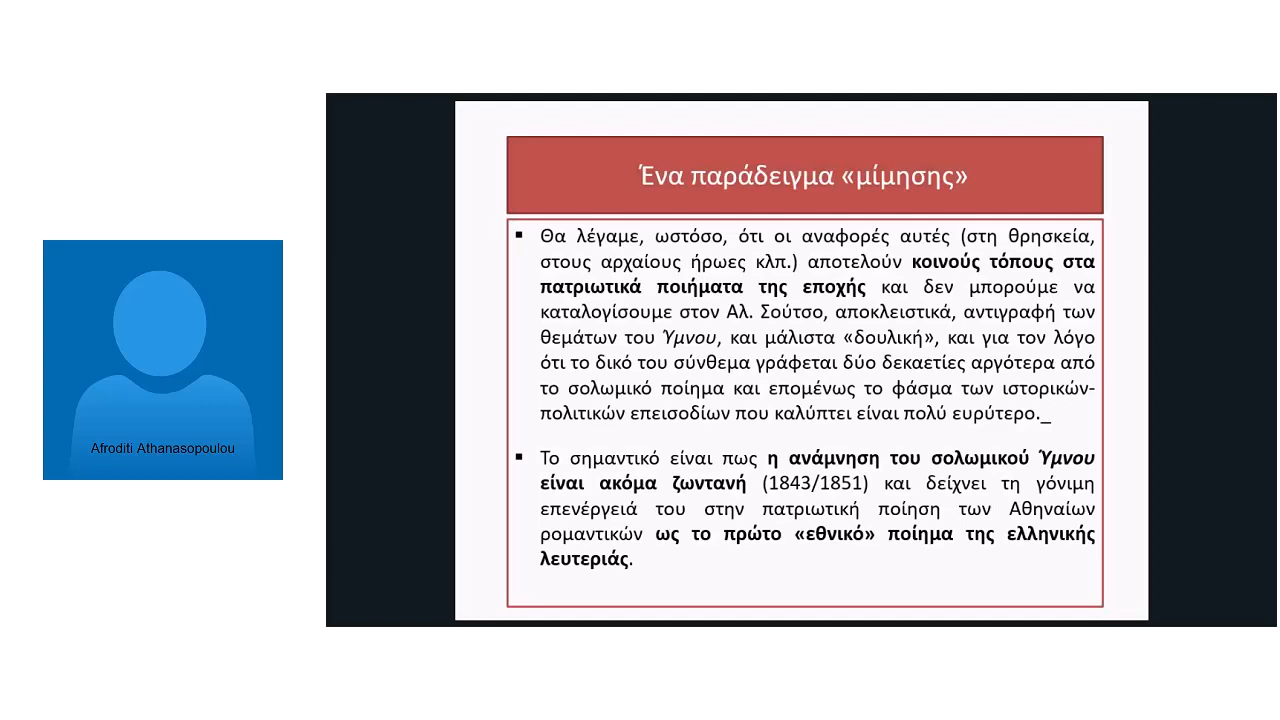 Ένα παράδειγμα «μίμησης»
▪ Θα λέγαμε, ωστόσο, ότι οι αναφορές αυτές (στη θρησκεία,
στους αρχαίους ήρωες κλπ.) αποτελούν κοινούς τόπους στα
πατριωτικά ποιήματα της εποχής και δεν μπορούμε να
καταλογίσουμε στον Αλ. Σούτσο, αποκλειστικά, αντιγραφή των
θεμάτων του Ύμνου, και μάλιστα «δουλική», και για τον λόγο
ότι το δικό του σύνθεμα γράφεται δύο δεκαετίες αργότερα από
το σολωμικό ποίημα και επομένως το φάσμα των ιστορικών-
πολιτικών επεισοδίων που καλύπτει είναι πολύ ευρύτερο._
▪ Το σημαντικό είναι πως η ανάμνηση του σολωμικού Ύμνου
είναι ακόμα ζωντανή (1843/1851) και δείχνει τη γόνιμη
επενέργειά του στην πατριωτική ποίηση των Αθηναίων
ρομαντικών ως το πρώτο «εθνικό» ποίημα της ελληνικής
λευτεριάς.
Afroditi Athanasopoulou